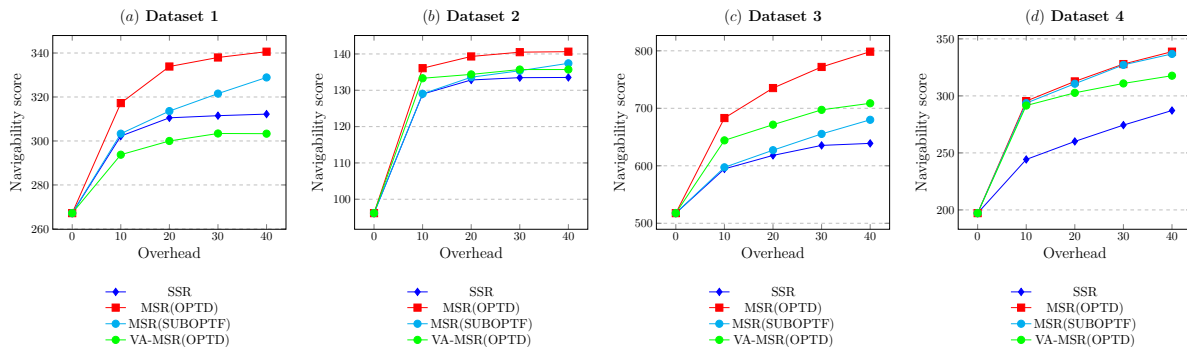 (a) Dataset 1
Navigability score
340
320
300
280
260
0 10 20 30 40
Overhead
SSR
MSR(OPTD)
MSR(SUBOPTF)
VA-MSR(OPTD)
(b) Dataset 2
Navigability score
140
130
120
110
100
0 10 20 30 40
Overhead
SSR
MSR(OPTD)
MSR(SUBOPTF)
VA-MSR(OPTD)
(c) Dataset 3
Navigability score
800
700
600
500
0 10 20 30 40
Overhead
SSR
MSR(OPTD)
MSR(SUBOPTF)
VA-MSR(OPTD)
(d) Dataset 4
Navigability score
350
300
250
200
0 10 20 30 40
Overhead
SSR
MSR(OPTD)
MSR(SUBOPTF)
VA-MSR(OPTD)